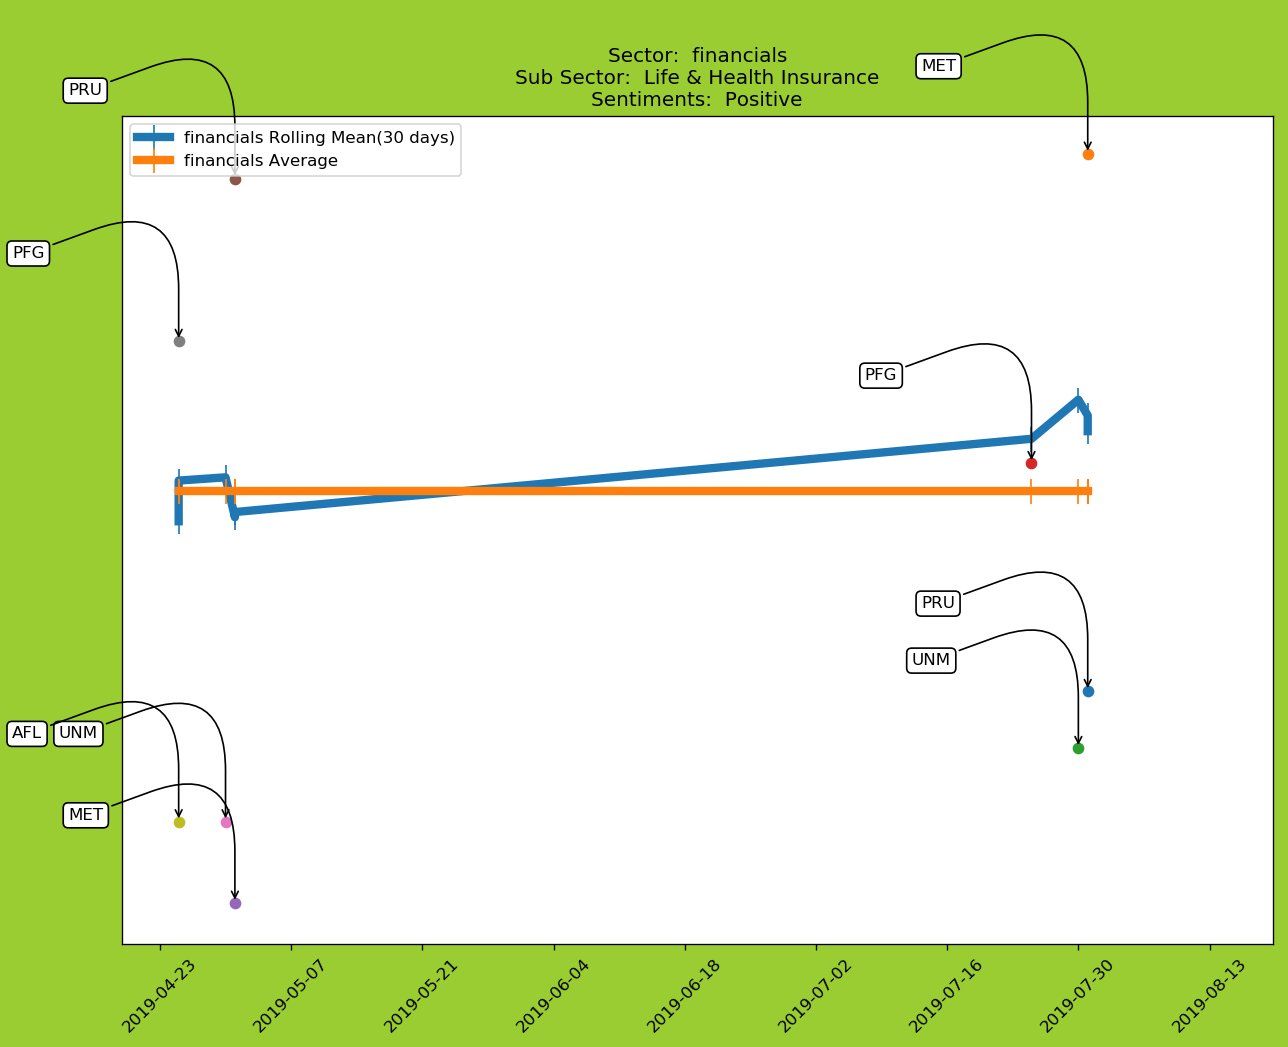 Sector:  financials
Sub Sector:  Life & Health Insurance
Sentiments:  Positive
MET
PRU
financials Rolling Mean(30 days)
financials Average
PFG
PFG
PRU
UNM
AFL
UNM
MET
2019-04-23
2019-05-07
2019-05-21
2019-06-04
2019-06-18
2019-07-02
2019-07-16
2019-07-30
2019-08-13